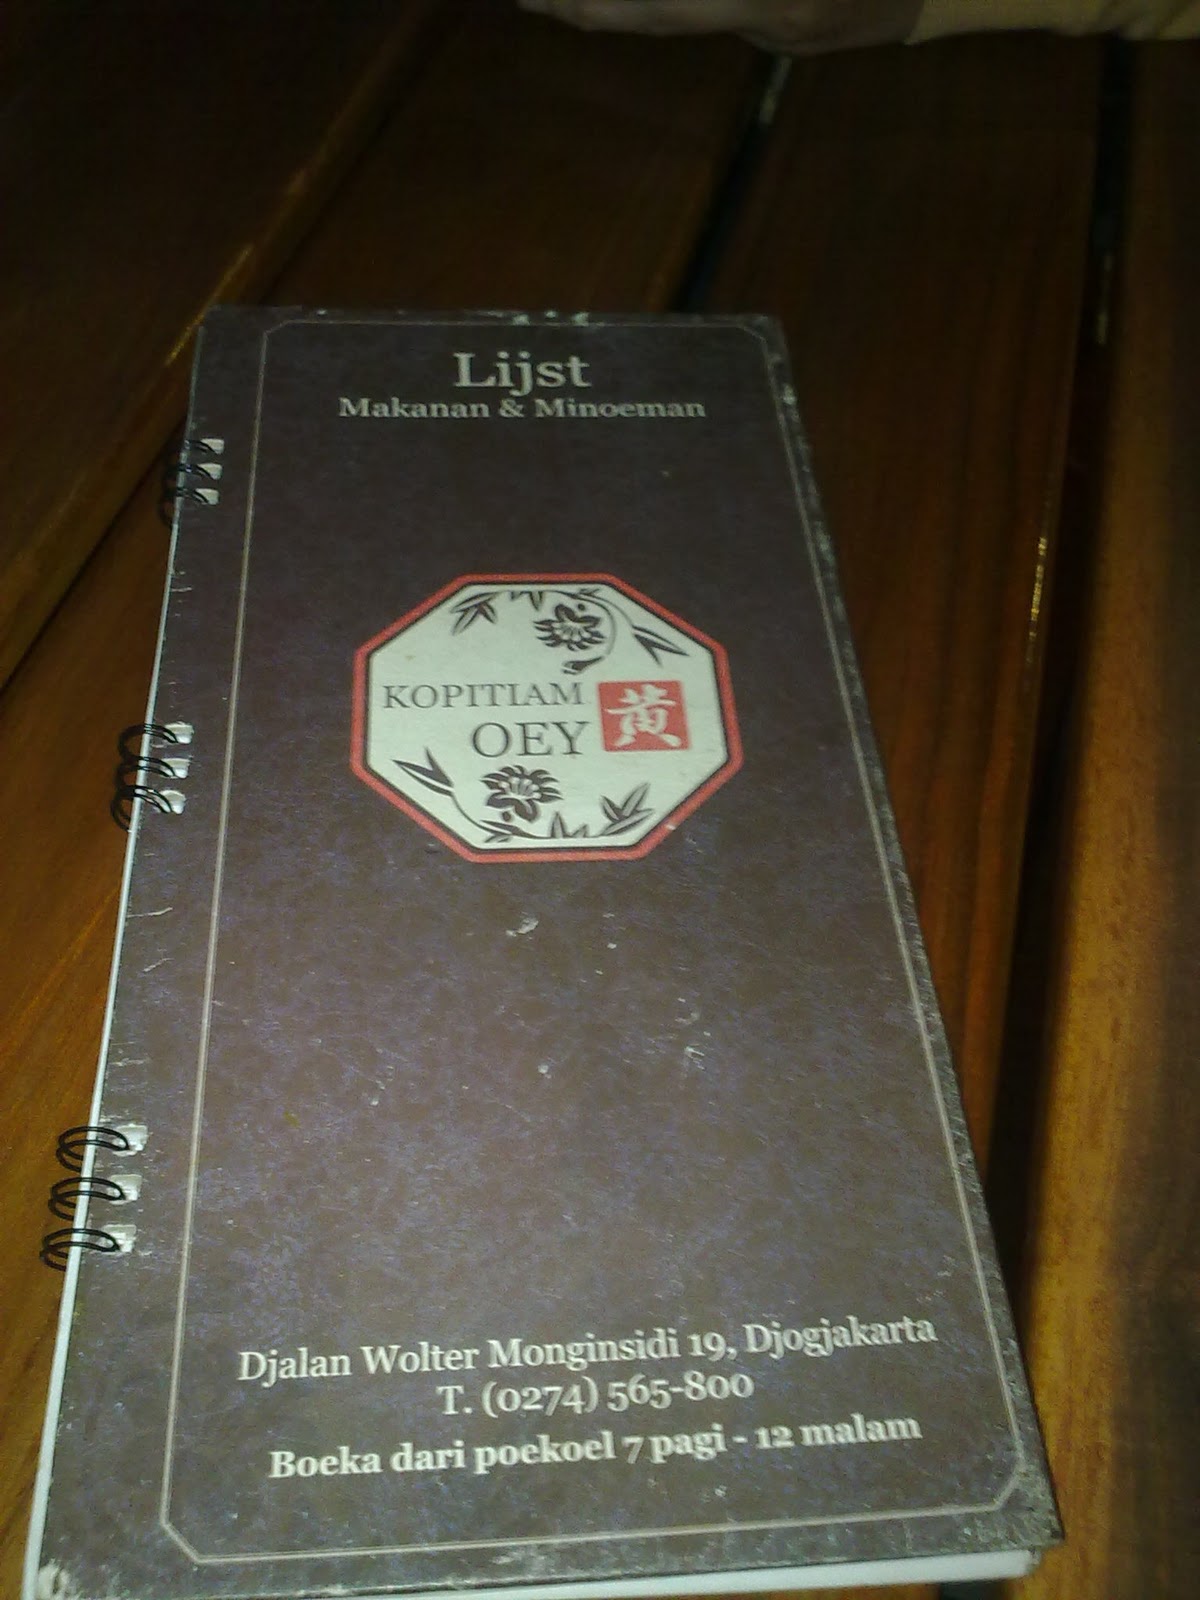 Lijst
Makanan & Minoeman
KOPITIAM
OEY
黃
Djalan Wolter Monginsidi 19, Djogjakarta
T. (0274) 565-800
Boeka dari poekoel 7 pagi - 12 malam